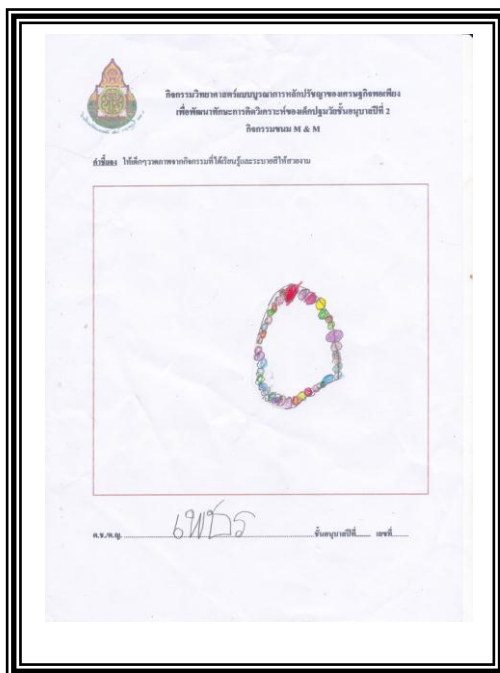 กิจกรรมวิทยาศาสตร์แบบบูรณาการหลักปรัชญาของเศรษฐกิจพอเพียง
เพื่อพัฒนาทักษะการคิดวิเคราะห์ของเด็กปฐมวัยชั้นอนุบาลปีที่ 2
กิจกรรมขนม M & M
คำชี้แจง ให้เด็กๆวาดภาพจากกิจกรรมที่ได้เรียนรู้และระบายสีให้สวยงาม
ด.ช./ด.ญ. เพชร ชั้นอนุบาลปีที่........ เลขที่........